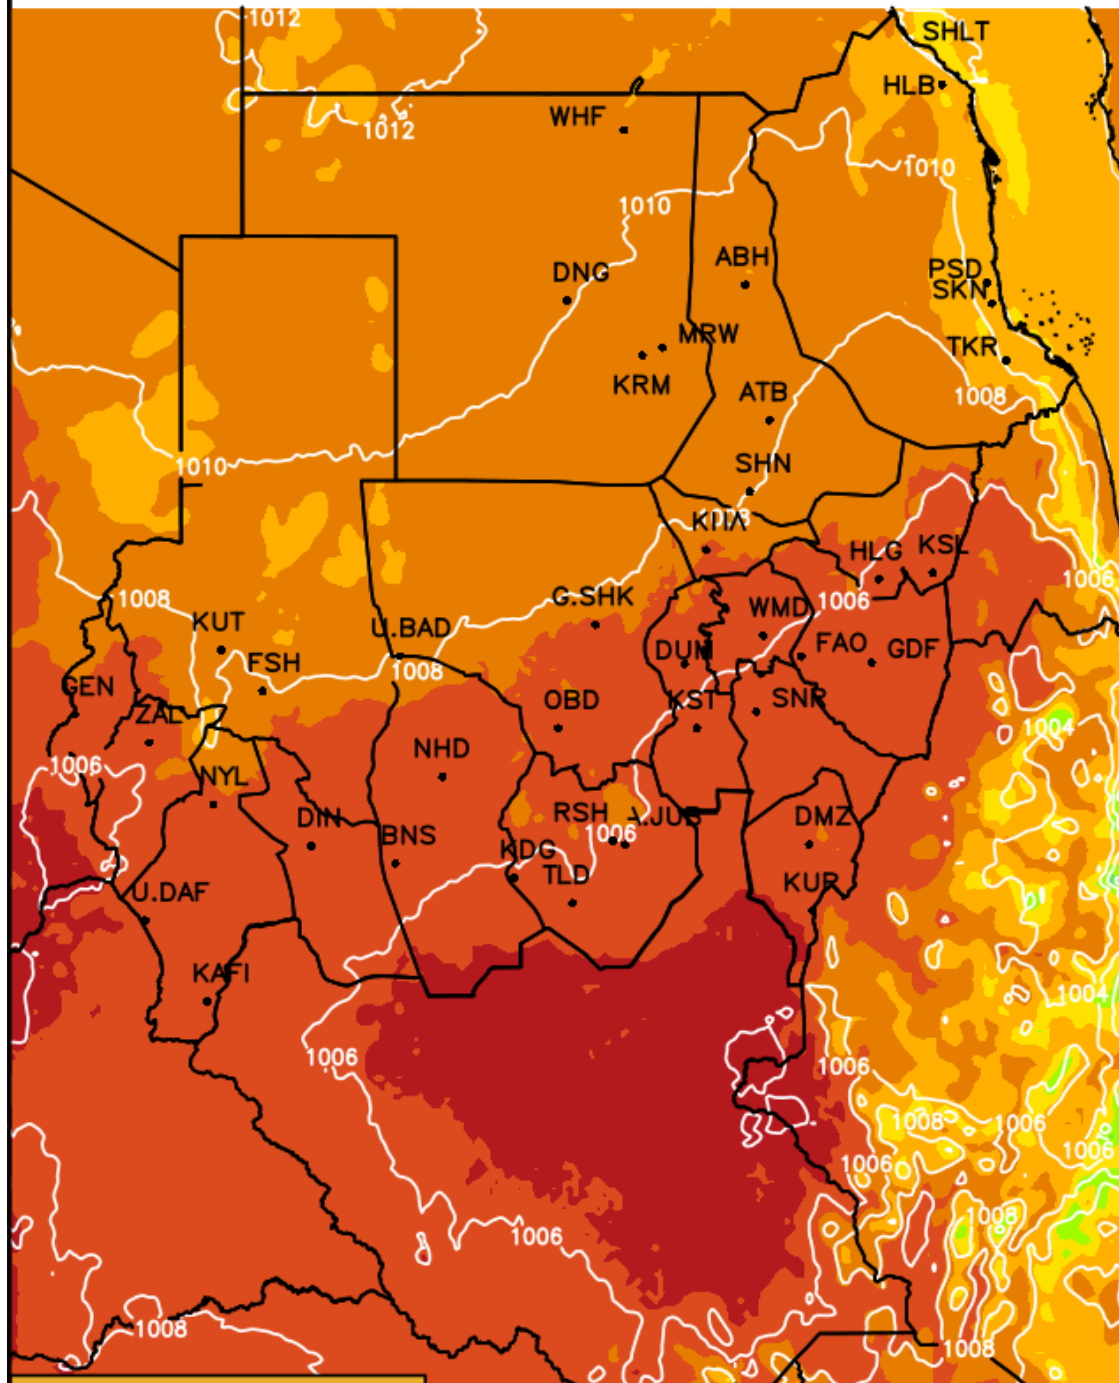 1012
SHLT
HLB
WHF
1012
1010
1010
DNG
ABH
PSD
SKN
MRW
TKR
KRM
ATB
1008
SHN
1010
HLG
KSL
1006
1008
G.SHK
1006
WMD
KUT
U.BAD
FAO
GDF
FSH
1008
DUM
GEN
OBD
KST
SNR
ZAL
1004
NHD
1006
NYL
DIN
RSH
A.JUB
DMZ
BNS
1006
KDG
TLD
KUR
U.DAF
KAFI
1004
1006
1006
1008
1006
1006
1006
1008
1006
1008
1008